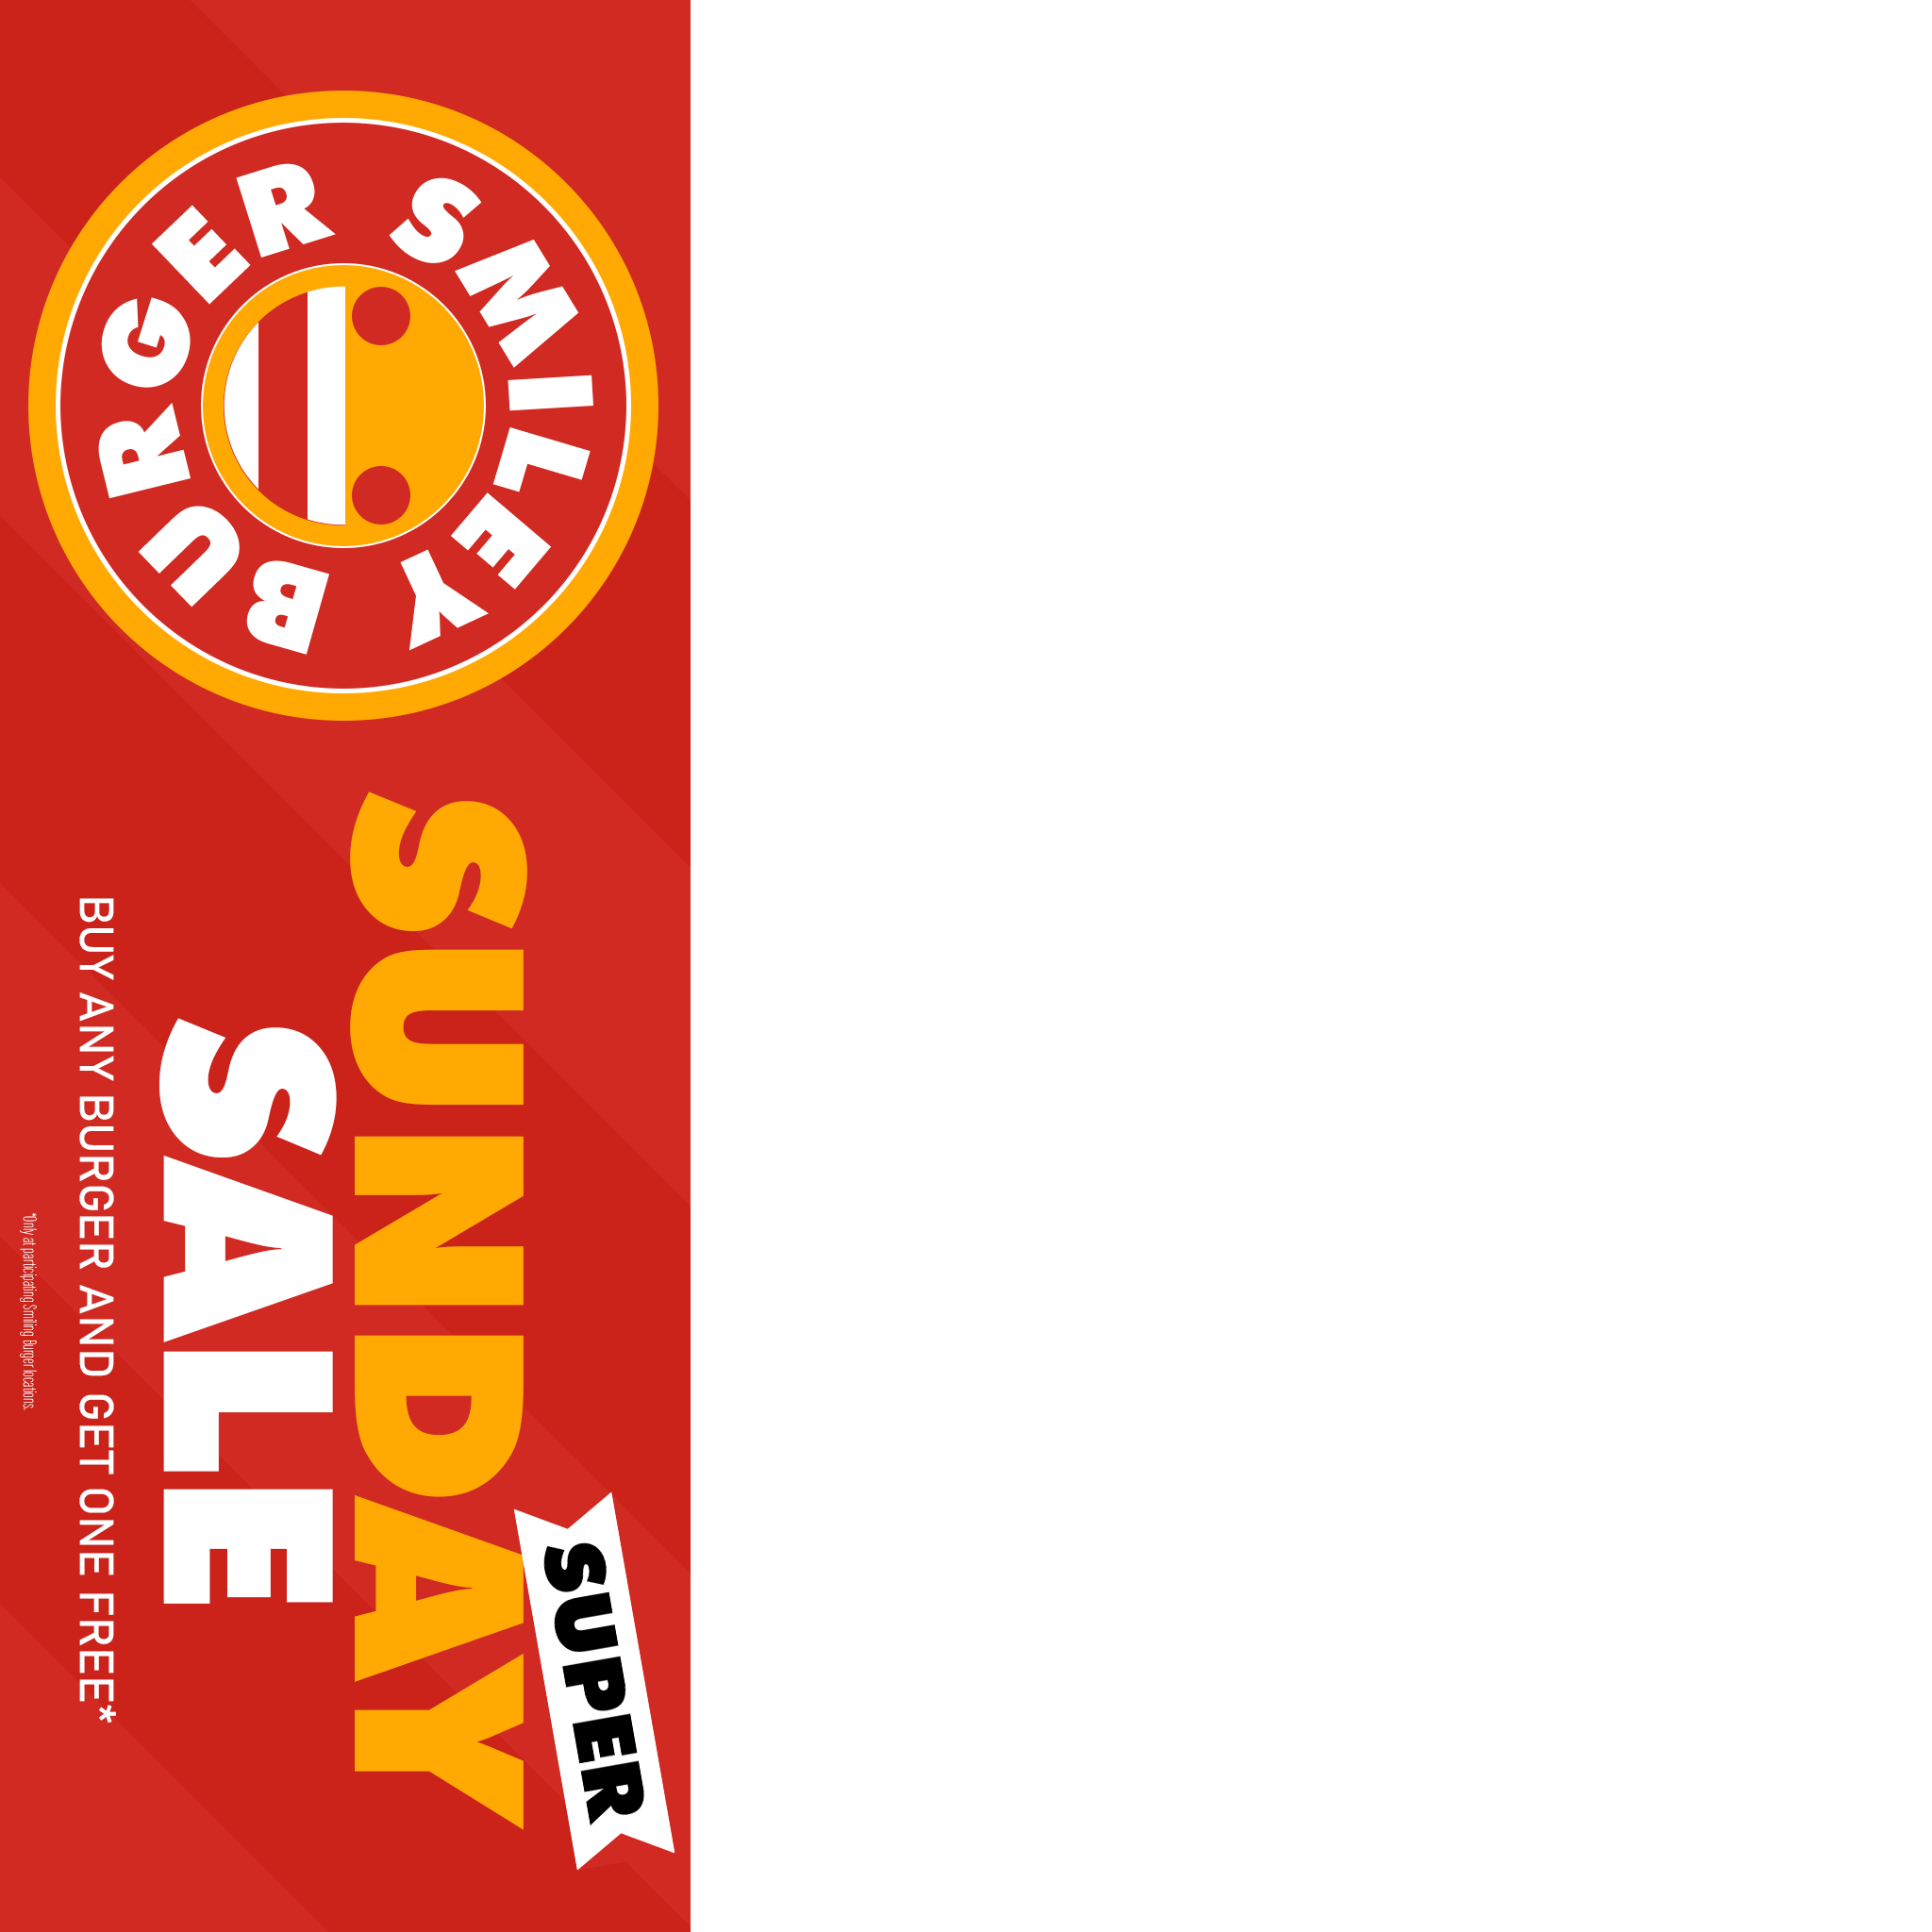 SMILEY
BURGER
SUPER
SUNDAY
SALE
BUY ANY BURGER AND GET ONE FREE*
*Only at participating Smiling Burger locations.